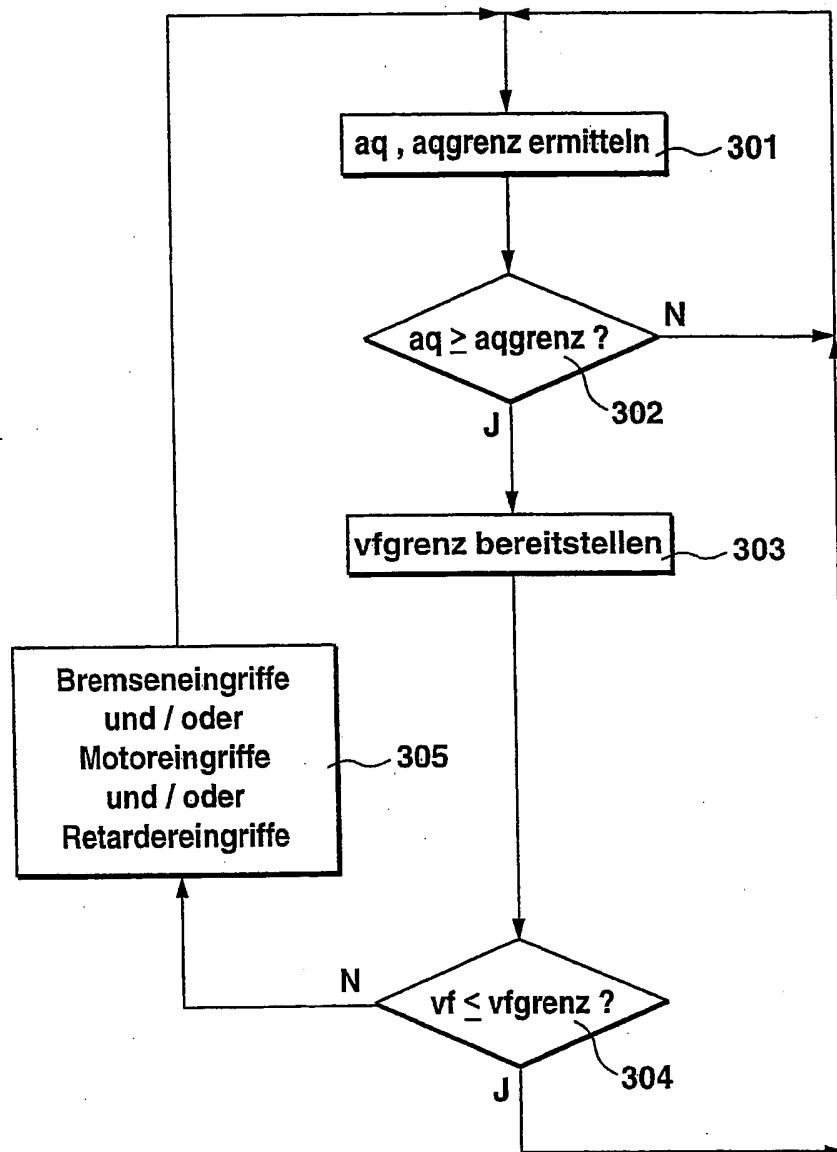 aq , aqgrenz ermitteln
301
aq ≥ aqgrenz ?
N
302
J
vfgrenz bereitstellen
303
Bremseneingriffe
und / oder
Motoreingriffe
und / oder
Retardereingriffe
305
N
vf ≤ vfgrenz ?
304
J